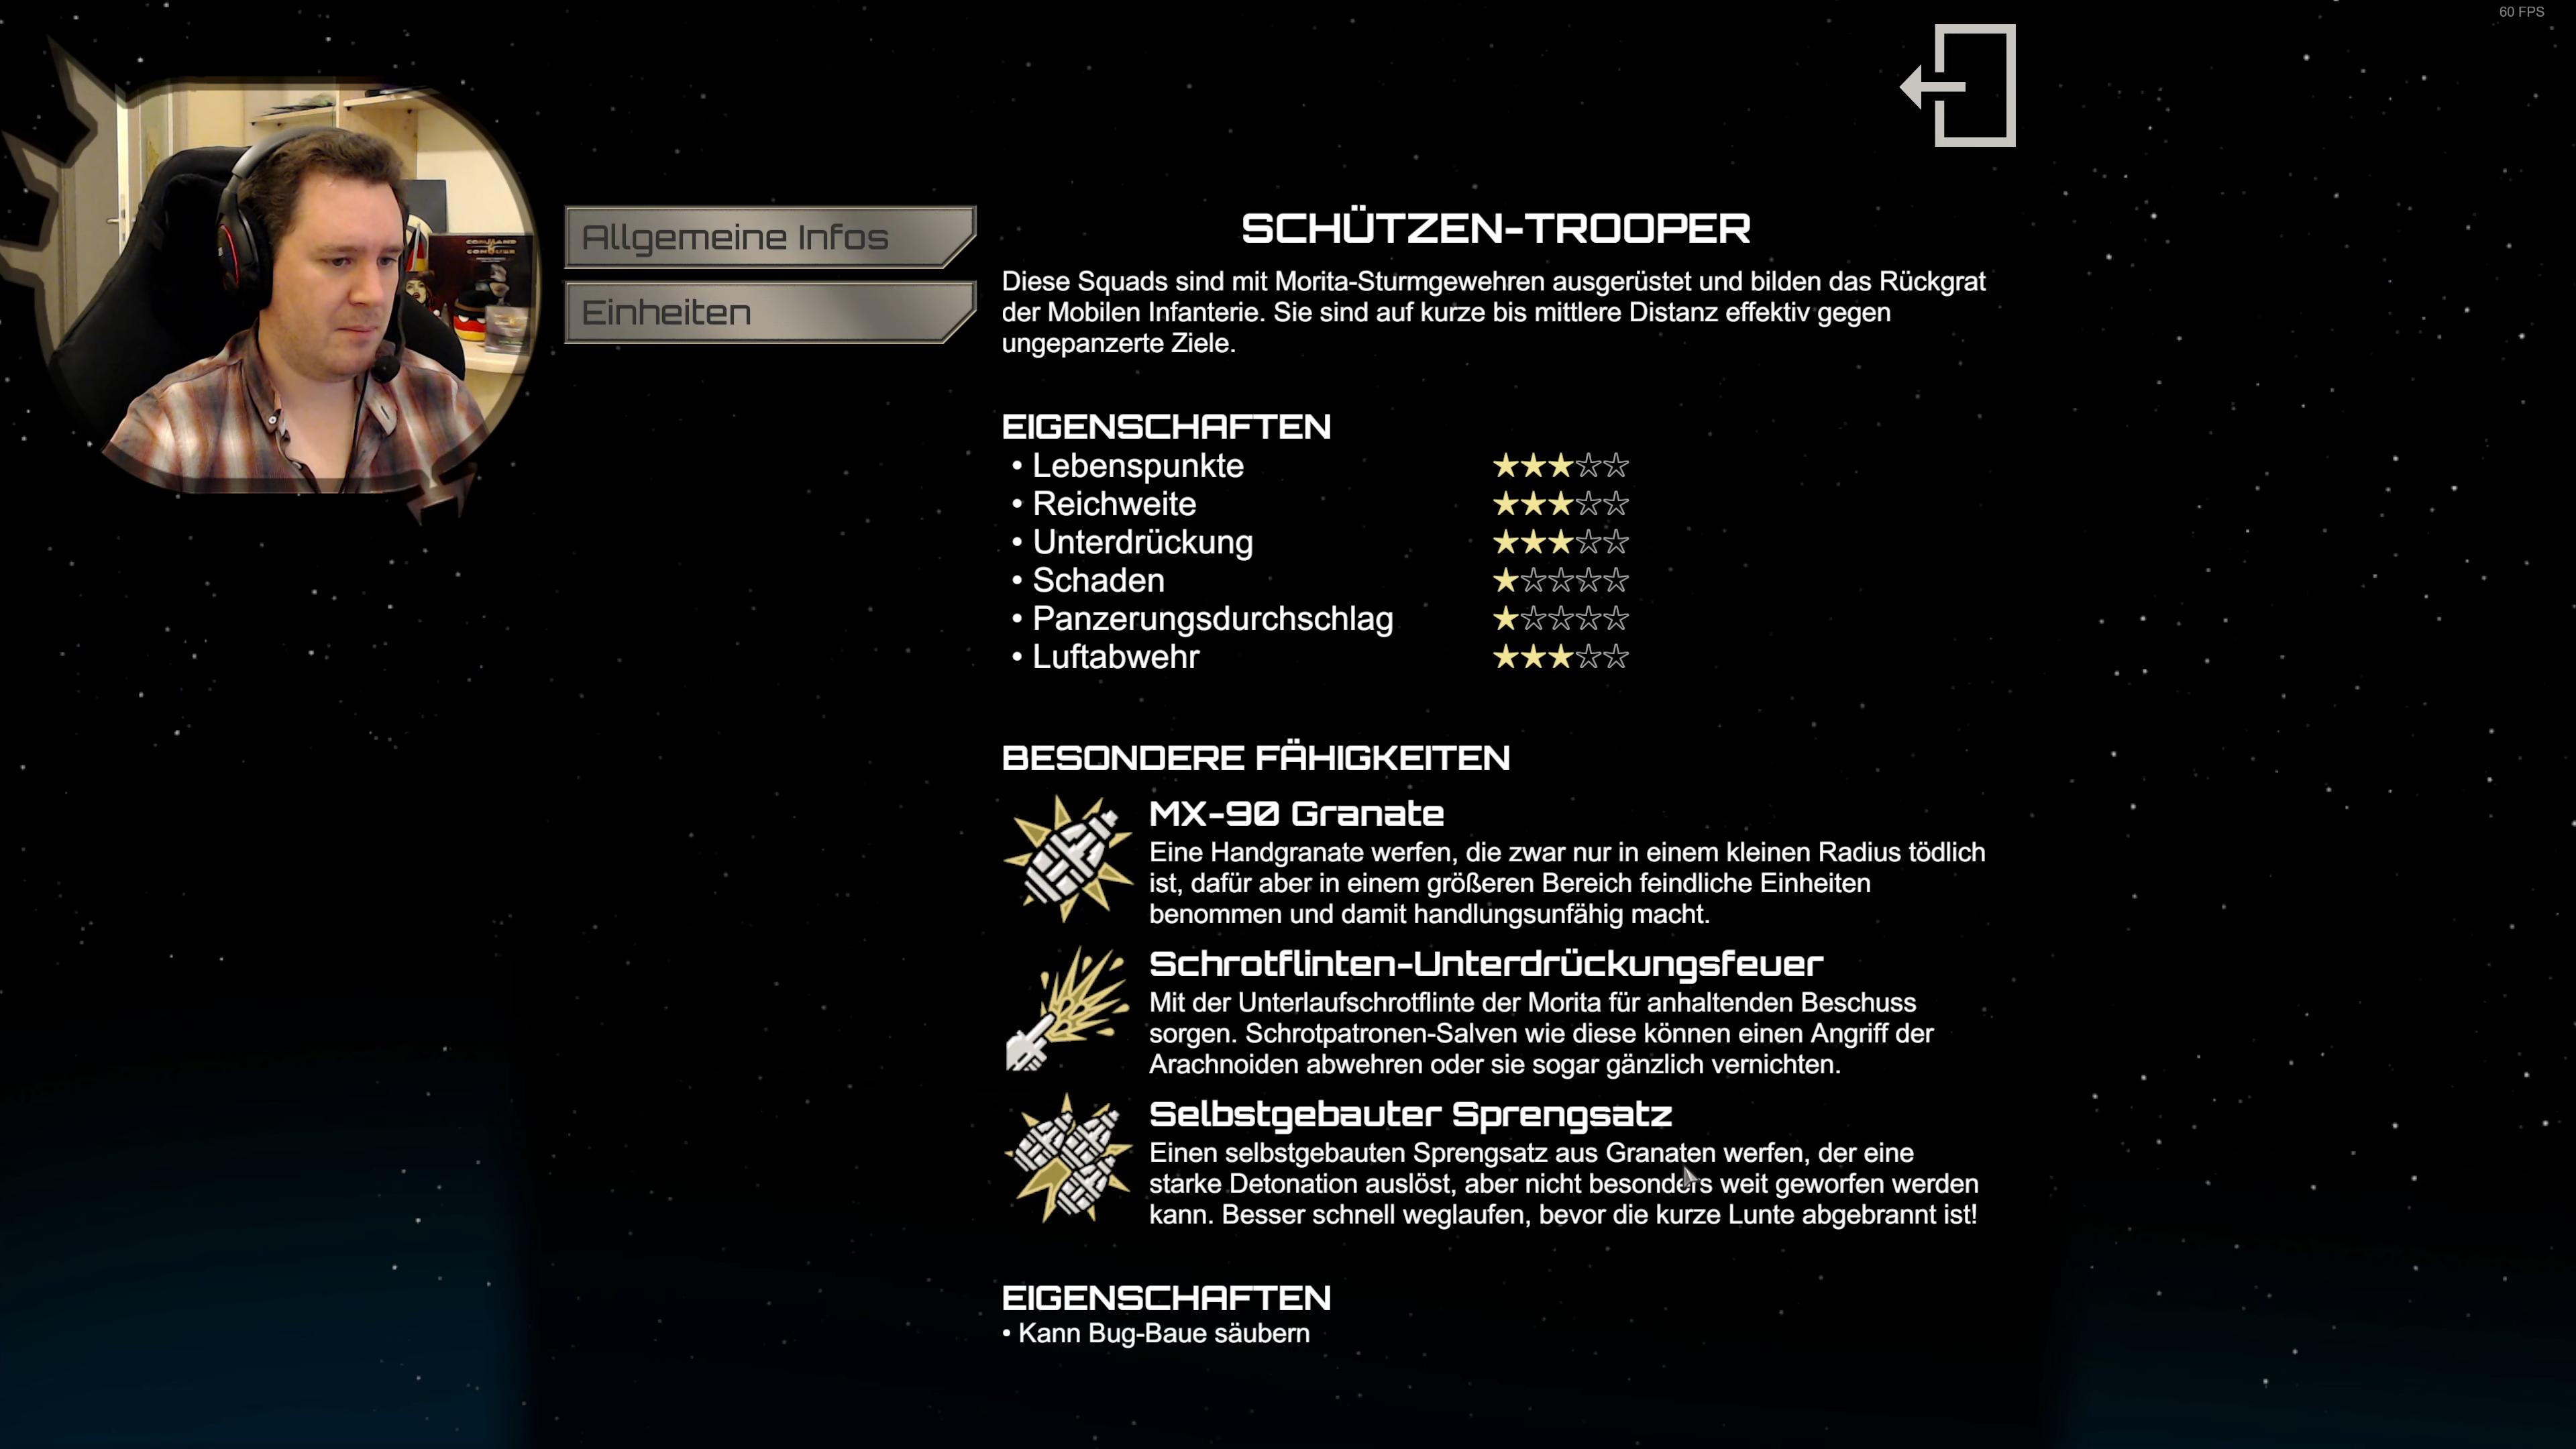 60 FPS
COMMAND
CONQUER
Allgemeine Infos
Einheiten
SCHÜTZEN-TROOPER
Diese Squads sind mit Morita-Sturmgewehren ausgerüstet und bilden das Rückgrat
der Mobilen Infanterie. Sie sind auf kurze bis mittlere Distanz effektiv gegen
ungepanzerte Ziele.
EIGENSCHAFTEN
• Lebenspunkte ★★★☆☆
• Reichweite ★★★☆☆
• Unterdrückung ★★★☆☆
• Schaden ★☆☆☆☆
• Panzerungsdurchschlag ★☆☆☆☆
• Luftabwehr ★★★☆☆
BESONDERE FÄHIGKEITEN
MX-90 Granate
Eine Handgranate werfen, die zwar nur in einem kleinen Radius tödlich
ist, dafür aber in einem größeren Bereich feindliche Einheiten
benommen und damit handlungsunfähig macht.
Schrotflinten-Unterdrückungsfeuer
Mit der Unterlaufschrotflinte der Morita für anhaltenden Beschuss
sorgen. Schrotpatronen-Salven wie diese können einen Angriff der
Arachnoiden abwehren oder sie sogar gänzlich vernichten.
Selbstgebauter Sprengsatz
Einen selbstgebauten Sprengsatz aus Granaten werfen, der eine
starke Detonation auslöst, aber nicht besonders weit geworfen werden
kann. Besser schnell weglaufen, bevor die kurze Lunte abgebrannt ist!
EIGENSCHAFTEN
• Kann Bug-Baue säubern